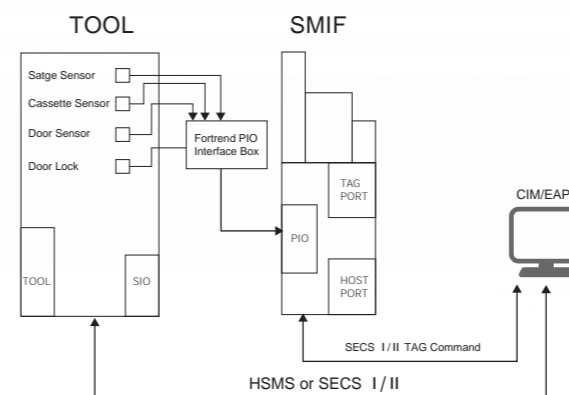 TOOL
SMIF
Satge Sensor
Cassette Sensor
Door Sensor
Door Lock
Fortrend PIO
Interface Box
TAG
PORT
CIM/EAP
PIO
TOOL
SIO
HOST
PORT
SECS I/II TAG Command
HSMS or SECS I/II